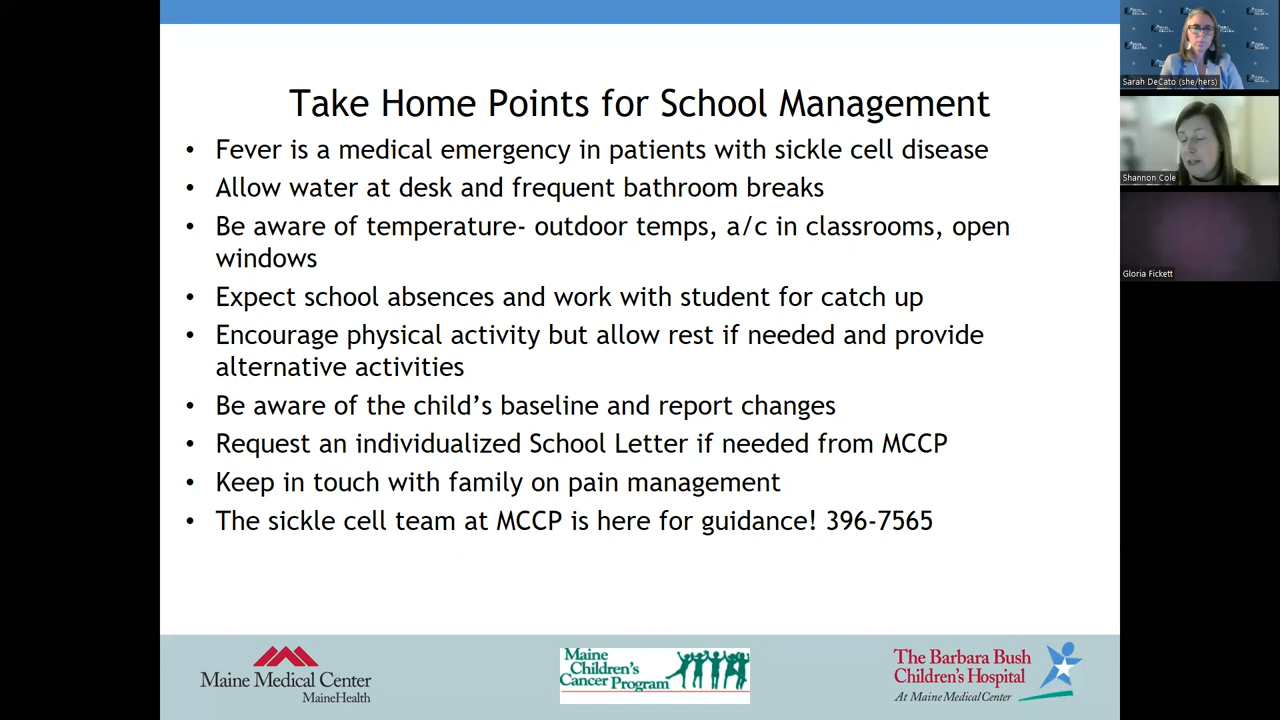 Take Home Points for School Management
• Fever is a medical emergency in patients with sickle cell disease
• Allow water at desk and frequent bathroom breaks
• Be aware of temperature- outdoor temps, a/c in classrooms, open
windows
• Expect school absences and work with student for catch up
• Encourage physical activity but allow rest if needed and provide
alternative activities
• Be aware of the child’s baseline and report changes
• Request an individualized School Letter if needed from MCCP
• Keep in touch with family on pain management
• The sickle cell team at MCCP is here for guidance! 396-7565
Maine Medical Center
MaineHealth
Maine
Children's
Cancer Program
The Barbara Bush
Children's Hospital
At Maine Medical Center
Sarah DeCato (she/hers)
Shannon Cole
Gloria Fickett